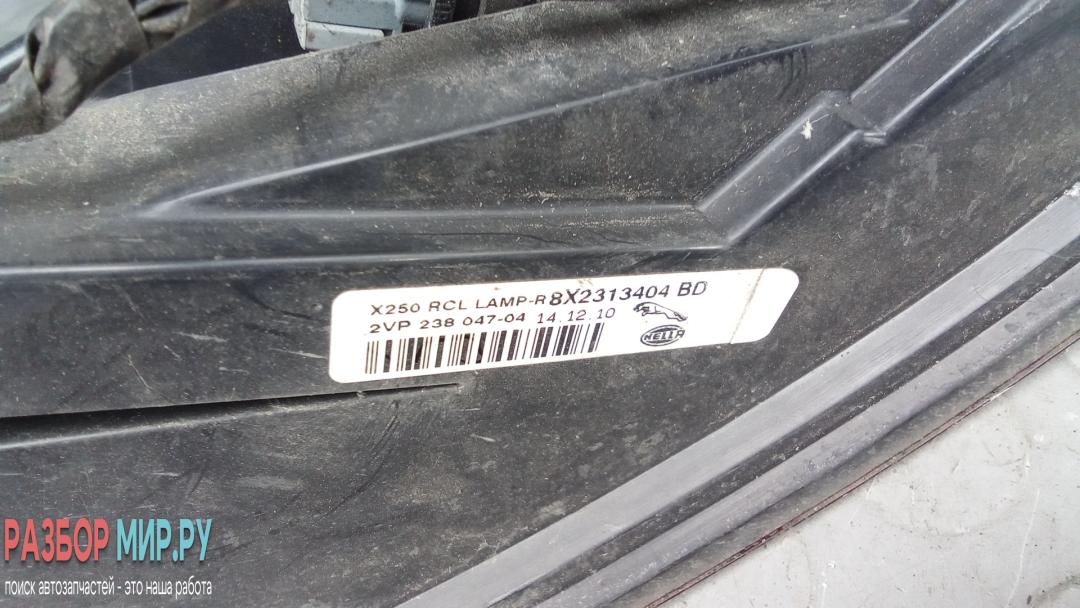 X250 RCL LAMP-R 8X2313404 BD
2VP 238 047-04 14.12.10
HELLA
РАЗБОР МИР.РУ
поиск автозапчастей - это наша работа